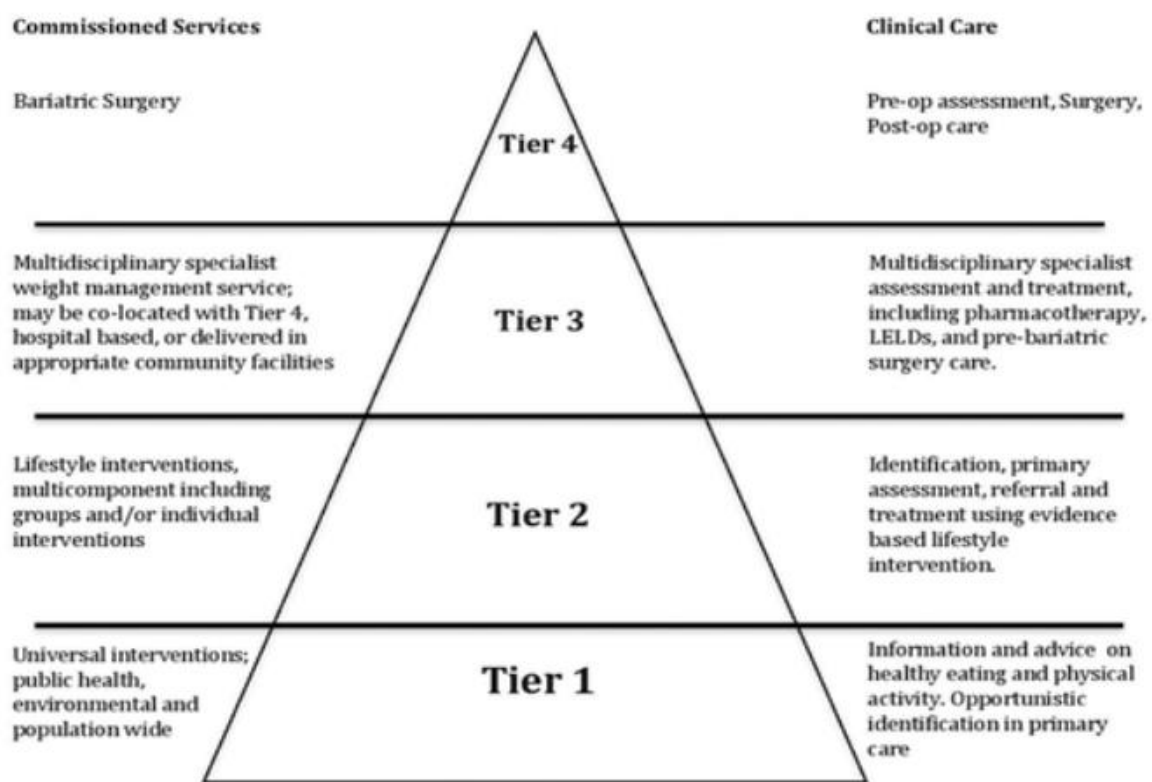 Commissioned Services
Clinical Care
Bariatric Surgery
Tier 4
Pre-op assessment, Surgery,
Post-op care
Multidisciplinary specialist
weight management service;
may be co-located with Tier 4,
hospital based, or delivered in
appropriate community facilities
Tier 3
Multidisciplinary specialist
assessment and treatment,
including pharmacotherapy,
LELDs, and pre-bariatric
surgery care.
Lifestyle interventions,
multicomponent including
groups and/or individual
interventions
Tier 2
Identification, primary
assessment, referral and
treatment using evidence
based lifestyle
intervention.
Universal interventions;
public health,
environmental and
population wide
Tier 1
Information and advice on
healthy eating and physical
activity. Opportunistic
identification in primary
care